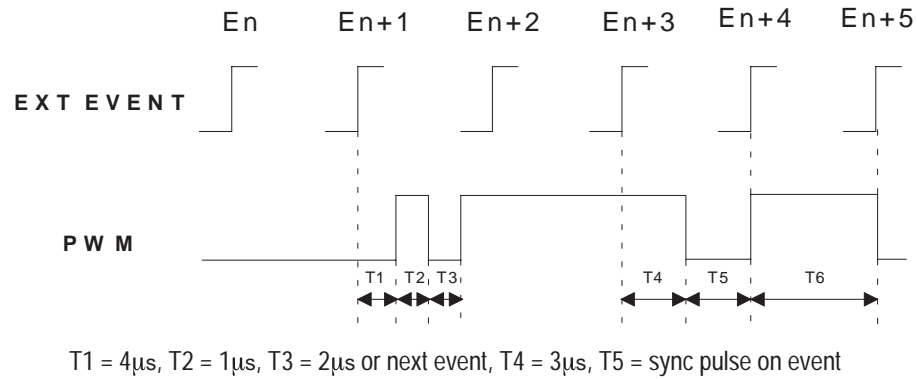 En En+1 En+2 En+3 En+4 En+5
EXT EVENT
PWM
T1 T2 T3 T4 T5 T6
T1 = 4µs, T2 = 1µs, T3 = 2µs or next event, T4 = 3µs, T5 = sync pulse on event